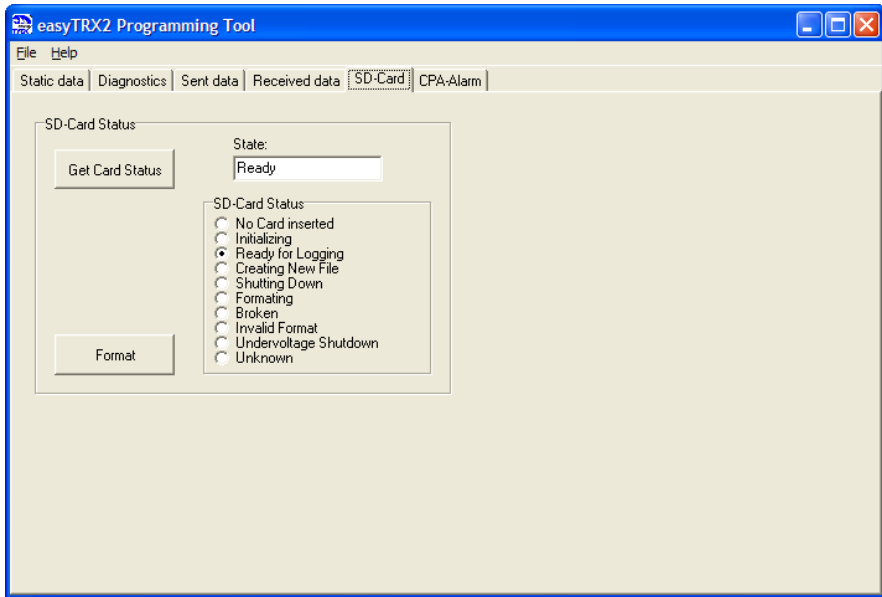 easyTRX2 Programming Tool
File Help
Static data Diagnostics Sent data Received data SD-Card CPA-Alarm
SD-Card Status
State:
Get Card Status
Ready
SD-Card Status
No Card inserted
Initializing
Ready for Logging
Creating New File
Shutting Down
Formating
Broken
Invalid Format
Undervoltage Shutdown
Unknown
Format